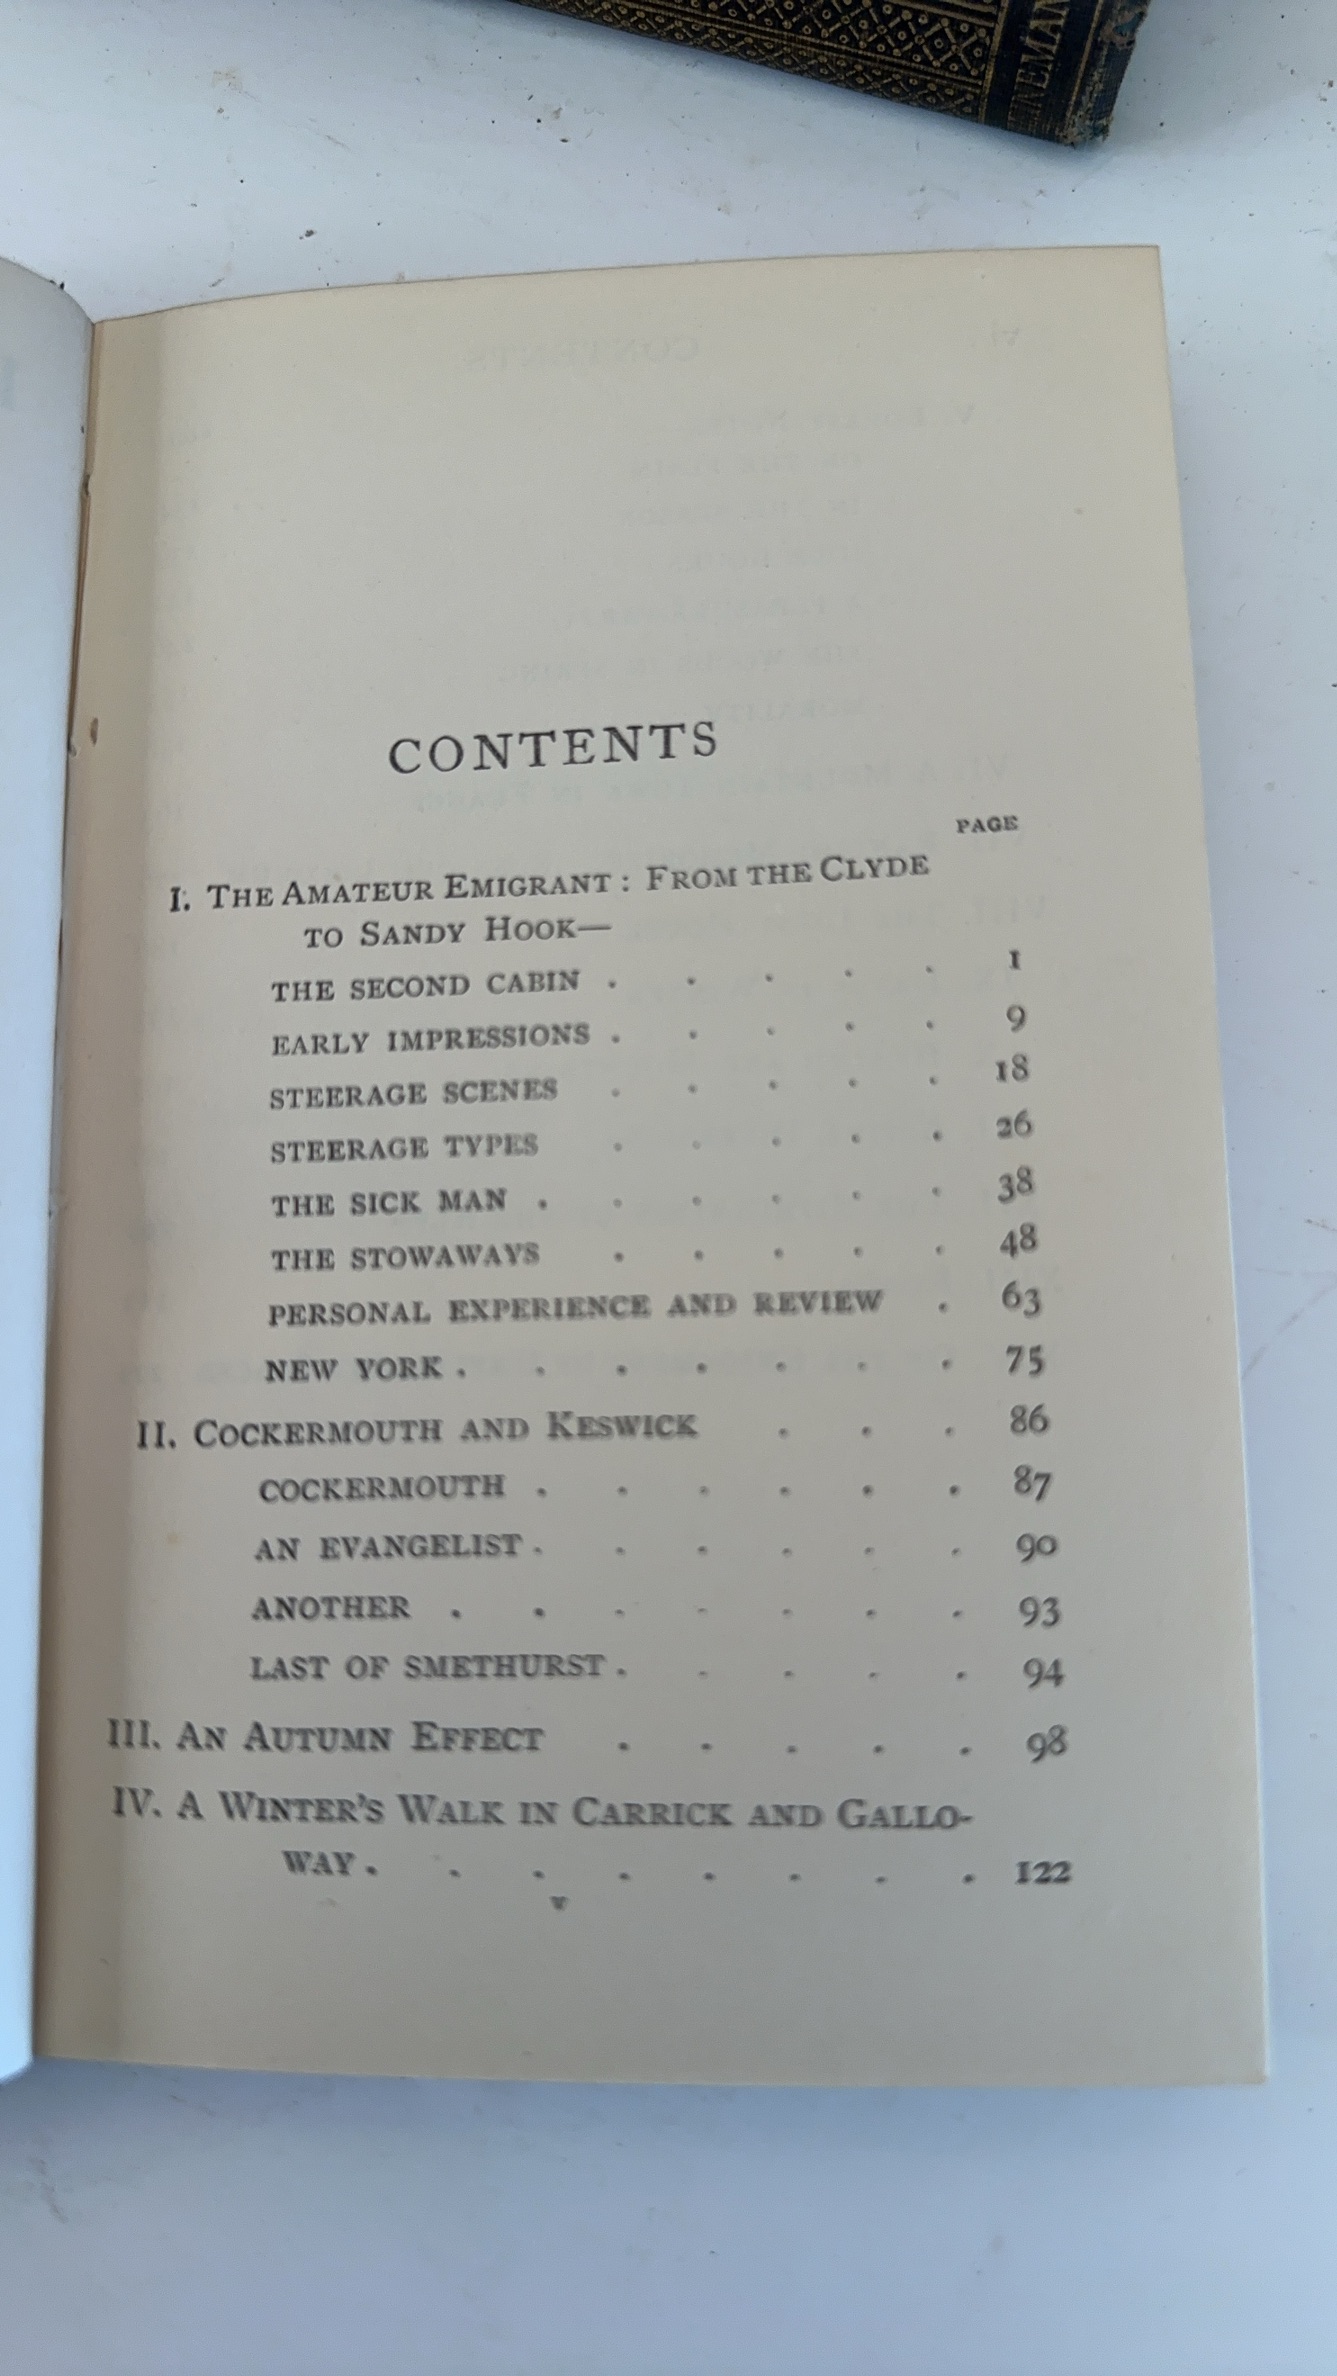 CONTENTS
PAGE
I. THE AMATEUR EMIGRANT: FROM THE CLYDE
TO SANDY HOOK—
THE SECOND CABIN . . . . . 1
EARLY IMPRESSIONS . . . . . 9
STEERAGE SCENES . . . . . 18
STEERAGE TYPES . . . . . 26
THE SICK MAN . . . . . . 38
THE STOWAWAYS . . . . . 48
PERSONAL EXPERIENCE AND REVIEW . 63
NEW YORK . . . . . . . 75
II. COCKERMOUTH AND KESWICK . . . 86
COCKERMOUTH . . . . . . 87
AN EVANGELIST . . . . . . 90
ANOTHER . . . . . . . 93
LAST OF SMETHURST . . . . . 94
III. AN AUTUMN EFFECT . . . . . 98
IV. A WINTER'S WALK IN CARRICK AND GALLO-
WAY . . . . . . . . 122
v